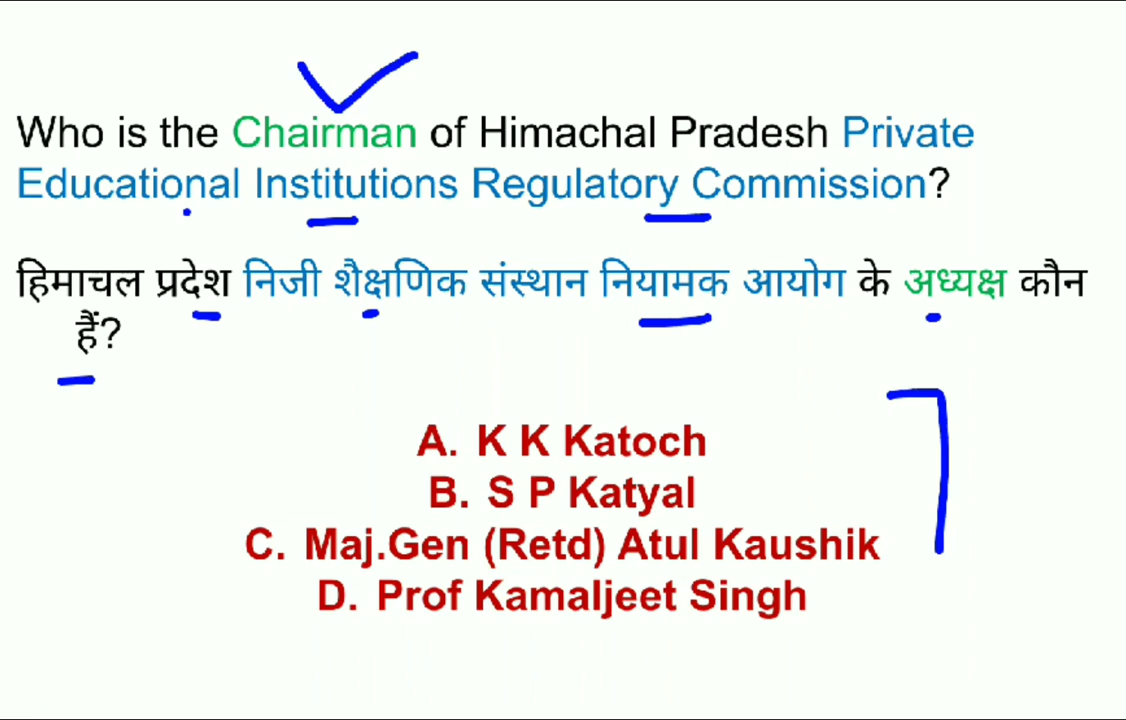 Who is the Chairman of Himachal Pradesh Private
Educational Institutions Regulatory Commission?
हिमाचल प्रदेश निजी शैक्षणिक संस्थान नियामक आयोग के अध्यक्ष कौन
हैं?
A. K K Katoch
B. S P Katyal
C. Maj.Gen (Retd) Atul Kaushik
D. Prof Kamaljeet Singh